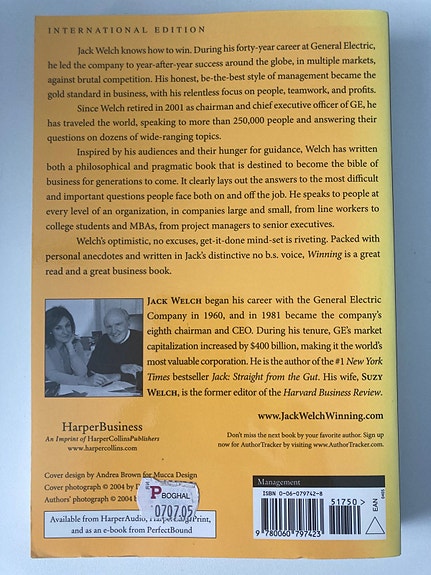 INTERNATIONAL EDITION
Jack Welch knows how to win. During his forty-year career at General Electric,
he led the company to year-after-year success around the globe, in multiple markets,
against brutal competition. His honest, be-the-best style of management became the
gold standard in business, with his relentless focus on people, teamwork, and profits.
Since Welch retired in 2001 as chairman and chief executive officer of GE, he
has traveled the world, speaking to more than 250,000 people and answering their
questions on dozens of wide-ranging topics.
Inspired by his audiences and their hunger for guidance, Welch has written
both a philosophical and pragmatic book that is destined to become the bible of
business for generations to come. It clearly lays out the answers to the most difficult
and important questions people face both on and off the job. He speaks to people at
every level of an organization, in companies large and small, from line workers to
college students and MBAs, from project managers to senior executives.
Welch's optimistic, no excuses, get-it-done mind-set is riveting. Packed with
personal anecdotes and written in Jack's distinctive no b.s. voice, Winning is a great
read and a great business book.
JACK WELCH began his career with the General Electric
Company in 1960, and in 1981 became the company's
eighth chairman and CEO. During his tenure, GE's market
capitalization increased by $400 billion, making it the world's
most valuable corporation. He is the author of the #1 New York
Times bestseller Jack: Straight from the Gut. His wife, SUZY
WELCH, is the former editor of the Harvard Business Review.
www.JackWelchWinning.com
Don't miss the next book by your favorite author. Sign up
now for AuthorTracker by visiting www.AuthorTracker.com.
HarperBusiness
An Imprint of HarperCollinsPublishers
www.harpercollins.com
Cover design by Andrea Brown for Mucca Design
Cover photograph © 2004 by
Authors' photograph © 2004
P BOGHAL
0707.05
Available from HarperAudio, HarperLargePrint,
and as an e-book from PerfectBound
Management
ISBN 0-06-079742-8
51750
9 780060 797423
EAN